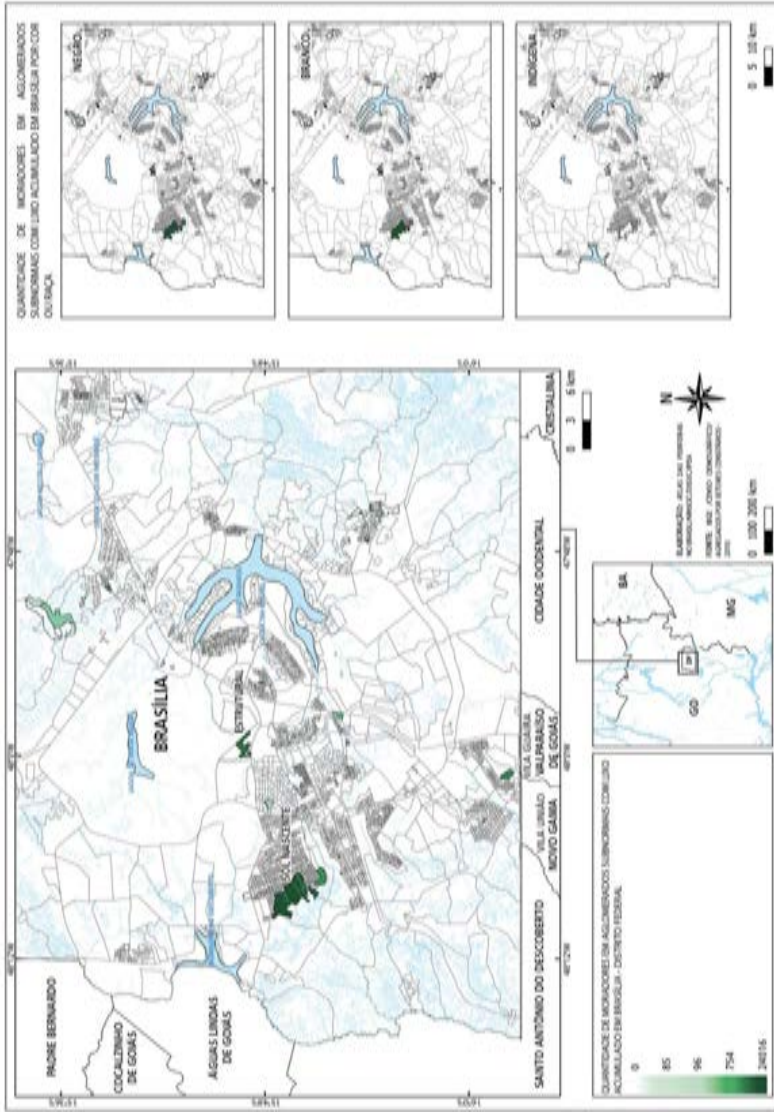 QUANTIDADE DE MORADORES EM AGLOMERADOS
SUBNORMAIS COM LIXO ACUMULADO EM BRASÍLIA POR COR
OU RAÇA
NEGRO
BRANCO
INDÍGENA
0 5 10 km
PADRE BERNARDO
COCALZINHO
DE GOIÁS
ÁGUAS LINDAS
DE GOIÁS
BRASÍLIA
ESTRUTURAL
SOL NASCENTE
SANTO ANTÔNIO DO DESCOBERTO
VILA UNIÃO
NOVO GAMA
VILA GUAIRA
VALPARAÍSO
DE GOIÁS
CIDADE OCIDENTAL
CRISTALINA
0 3 6 km
QUANTIDADE DE MORADORES EM AGLOMERADOS SUBNORMAIS COM LIXO
ACUMULADO EM BRASÍLIA - DISTRITO FEDERAL
0
85
96
754
24016
GO
DF
BA
MG
N
0 100 200 km